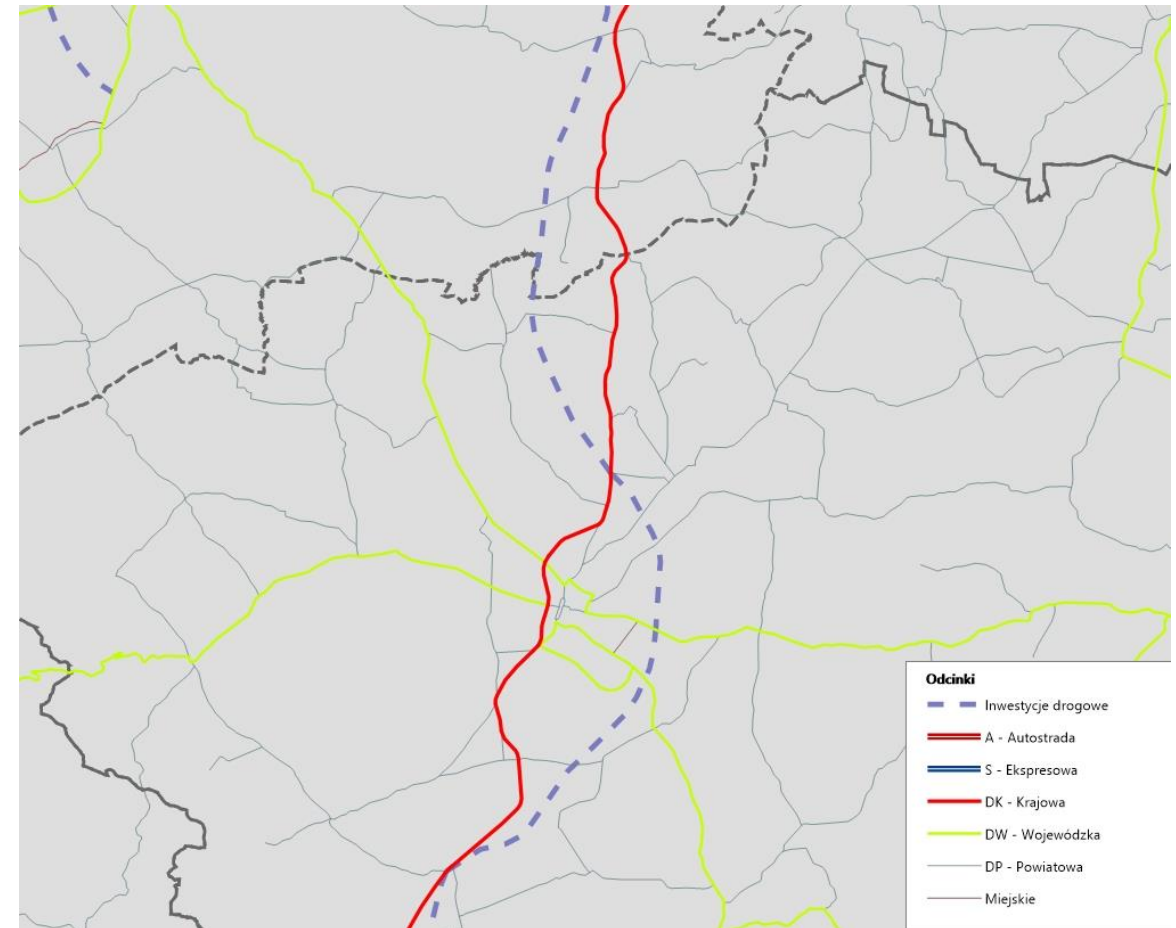 Odcinki
Inwestycje drogowe
A - Autostrada
S - Ekspresowa
DK - Krajowa
DW - Wojewódzka
DP - Powiatowa
Miejskie